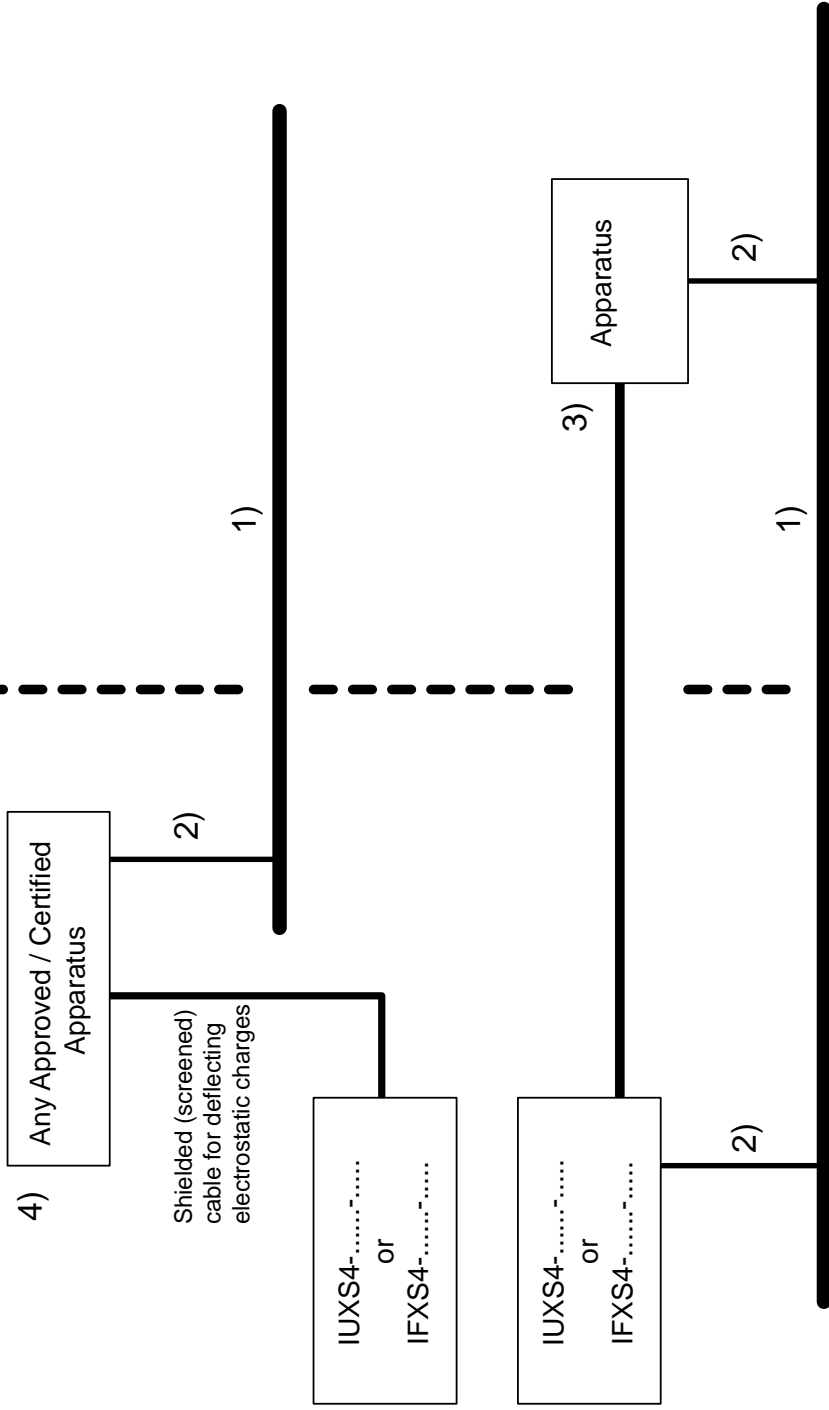 4)
Any Approved / Certified
Apparatus
2)
1)
Shielded (screened)
cable for deflecting
electrostatic charges
IUXS4-......-.....
or
IFXS4-......-.....
IUXS4-......-.....
or
IFXS4-......-.....
3)
Apparatus
2)
2)
1)